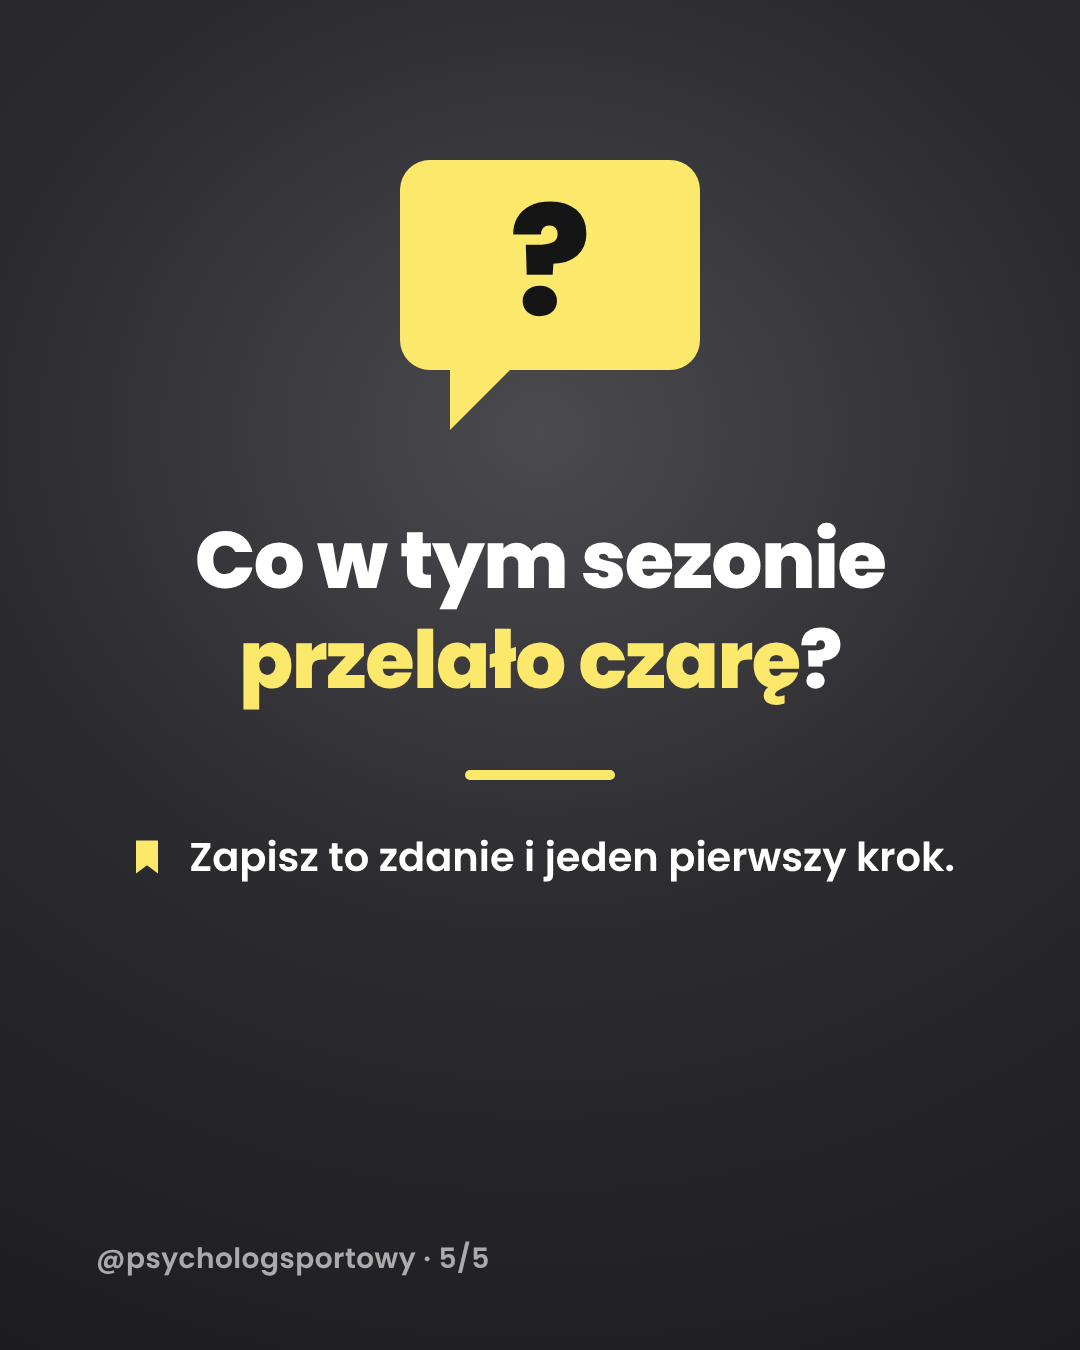 ?
Co w tym sezonie
przelało czarę?
Zapisz to zdanie i jeden pierwszy krok.
@psychologsportowy · 5/5